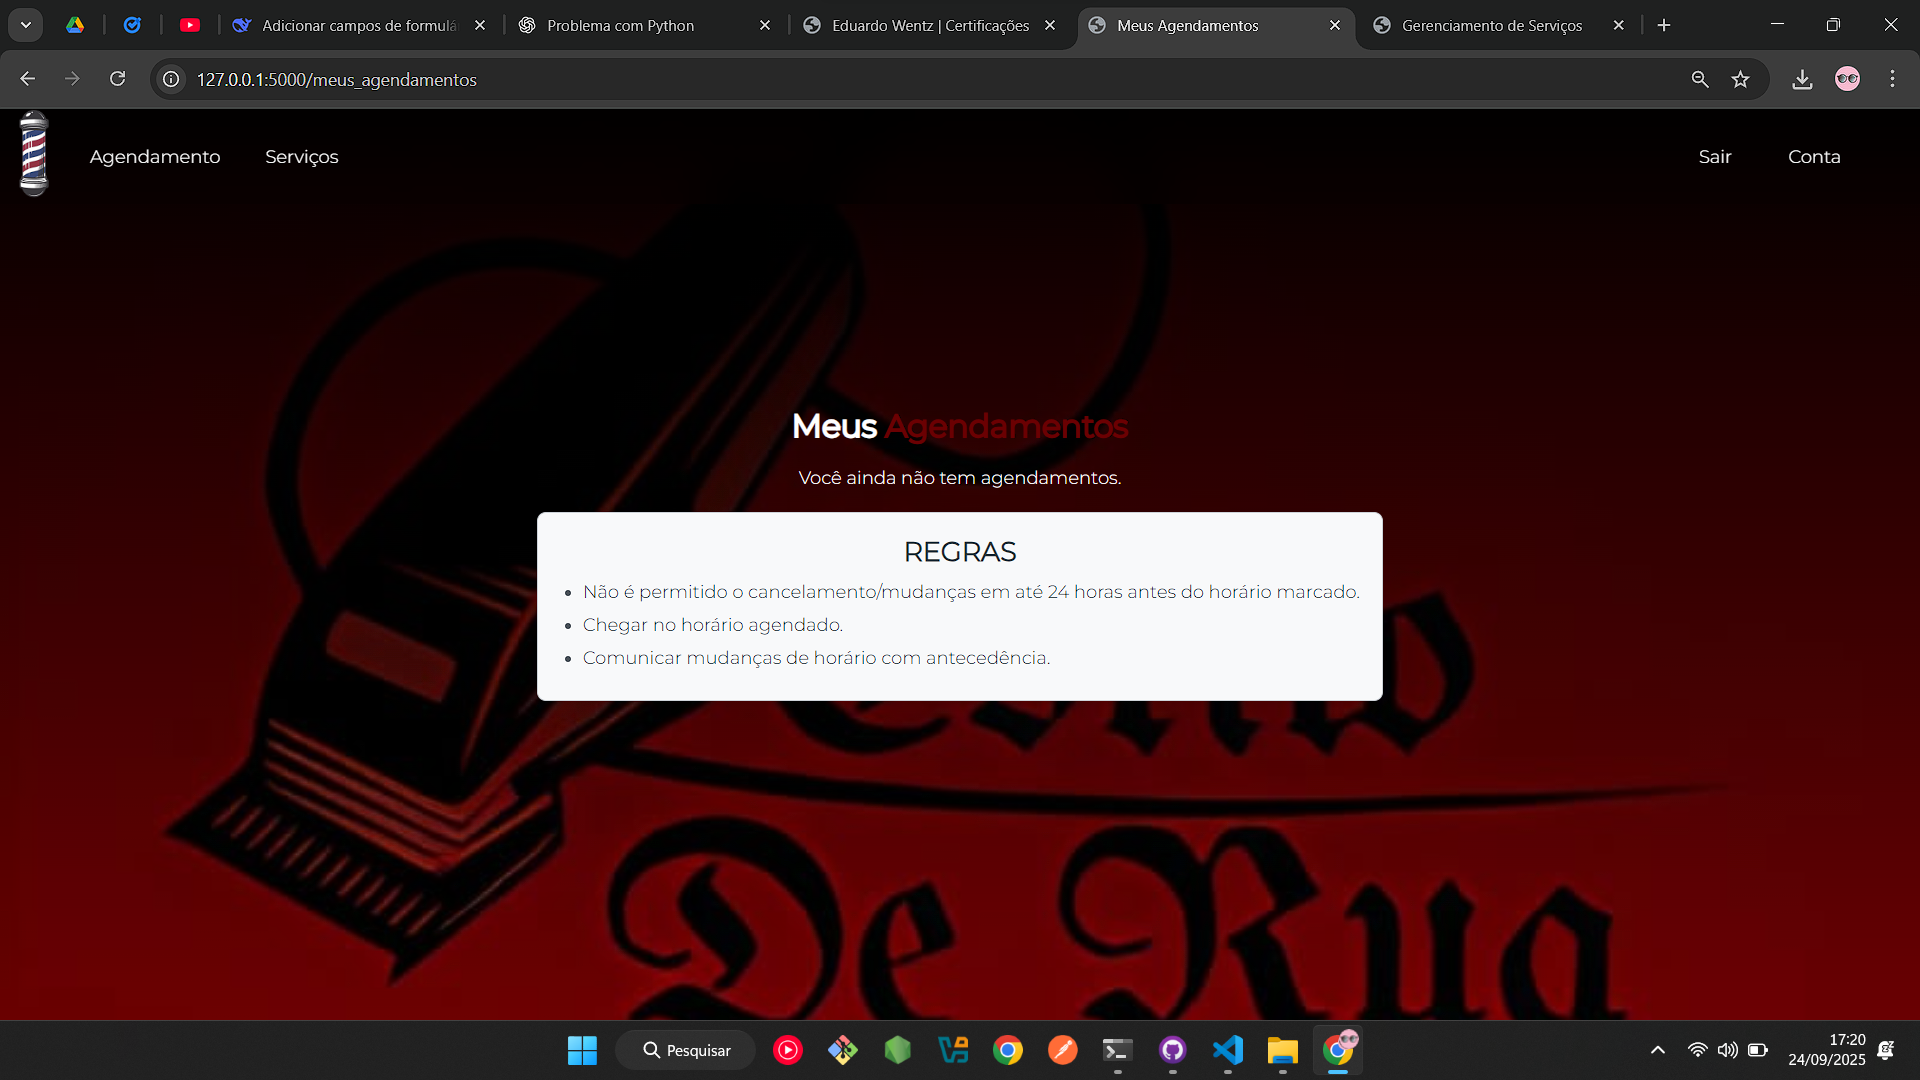 Adicionar campos de formulá
Problema com Python
Eduardo Wentz | Certificações
Meus Agendamentos
Gerenciamento de Serviços
127.0.0.1:5000/meus_agendamentos
Agendamento
Serviços
Sair
Conta
Meus Agendamentos
Você ainda não tem agendamentos.
REGRAS
Não é permitido o cancelamento/mudanças em até 24 horas antes do horário marcado.
Chegar no horário agendado.
Comunicar mudanças de horário com antecedência.
De Rua
Pesquisar
17:20
24/09/2025